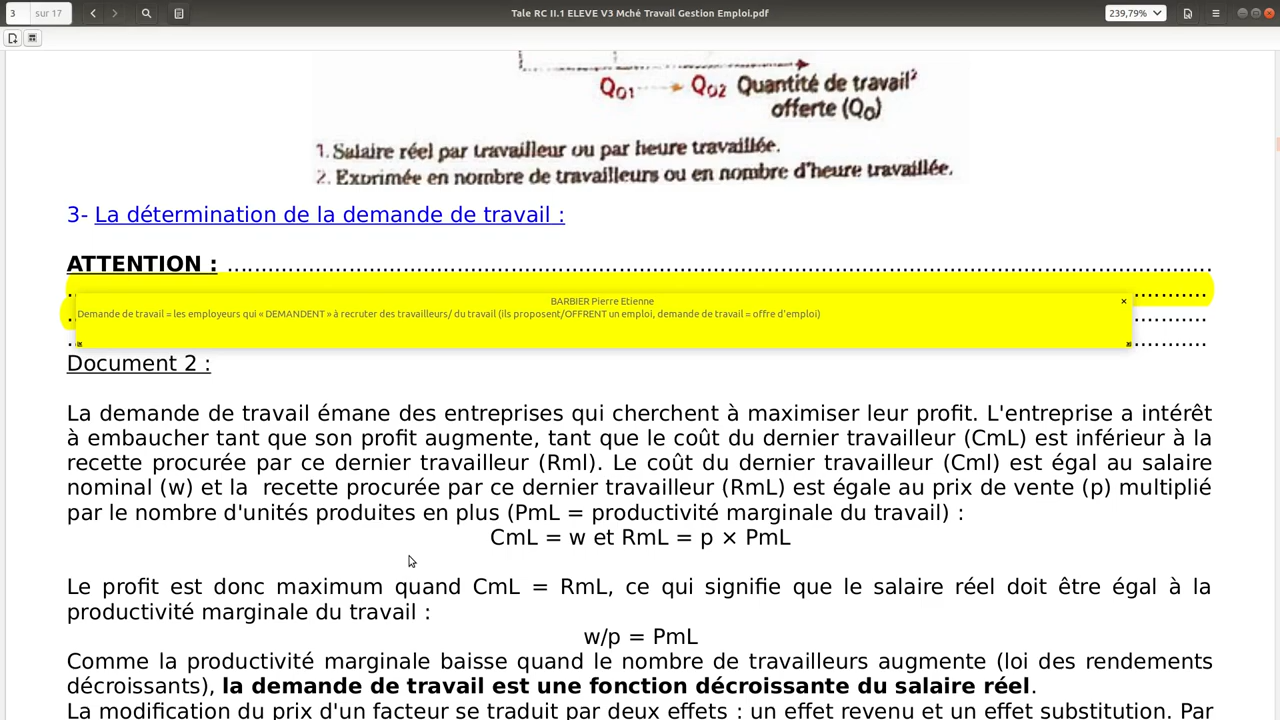 3 sur 17 Tale RC II.1 ELEVE V3 Mché Travail Gestion Emploi.pdf 239,79%
Q01 Q02 Quantité de travail²
offerte (QO)
1. Salaire réel par travailleur ou par heure travaillée.
2. Exprimée en nombre de travailleurs ou en nombre d'heure travaillée.
3- La détermination de la demande de travail :
ATTENTION : ..........................................................................................
BARBIER Pierre Etienne
Demande de travail = les employeurs qui « DEMANDENT » à recruter des travailleurs/ du travail (ils proposent/OFFRENT un emploi, demande de travail = offre d'emploi)
Document 2 :
La demande de travail émane des entreprises qui cherchent à maximiser leur profit. L'entreprise a intérêt
à embaucher tant que son profit augmente, tant que le coût du dernier travailleur (CmL) est inférieur à la
recette procurée par ce dernier travailleur (Rml). Le coût du dernier travailleur (Cml) est égal au salaire
nominal (w) et la recette procurée par ce dernier travailleur (RmL) est égale au prix de vente (p) multiplié
par le nombre d'unités produites en plus (PmL = productivité marginale du travail) :
CmL = w et RmL = p × PmL
Le profit est donc maximum quand CmL = RmL, ce qui signifie que le salaire réel doit être égal à la
productivité marginale du travail :
w/p = PmL
Comme la productivité marginale baisse quand le nombre de travailleurs augmente (loi des rendements
décroissants), la demande de travail est une fonction décroissante du salaire réel.
La modification du prix d'un facteur se traduit par deux effets : un effet revenu et un effet substitution. Par